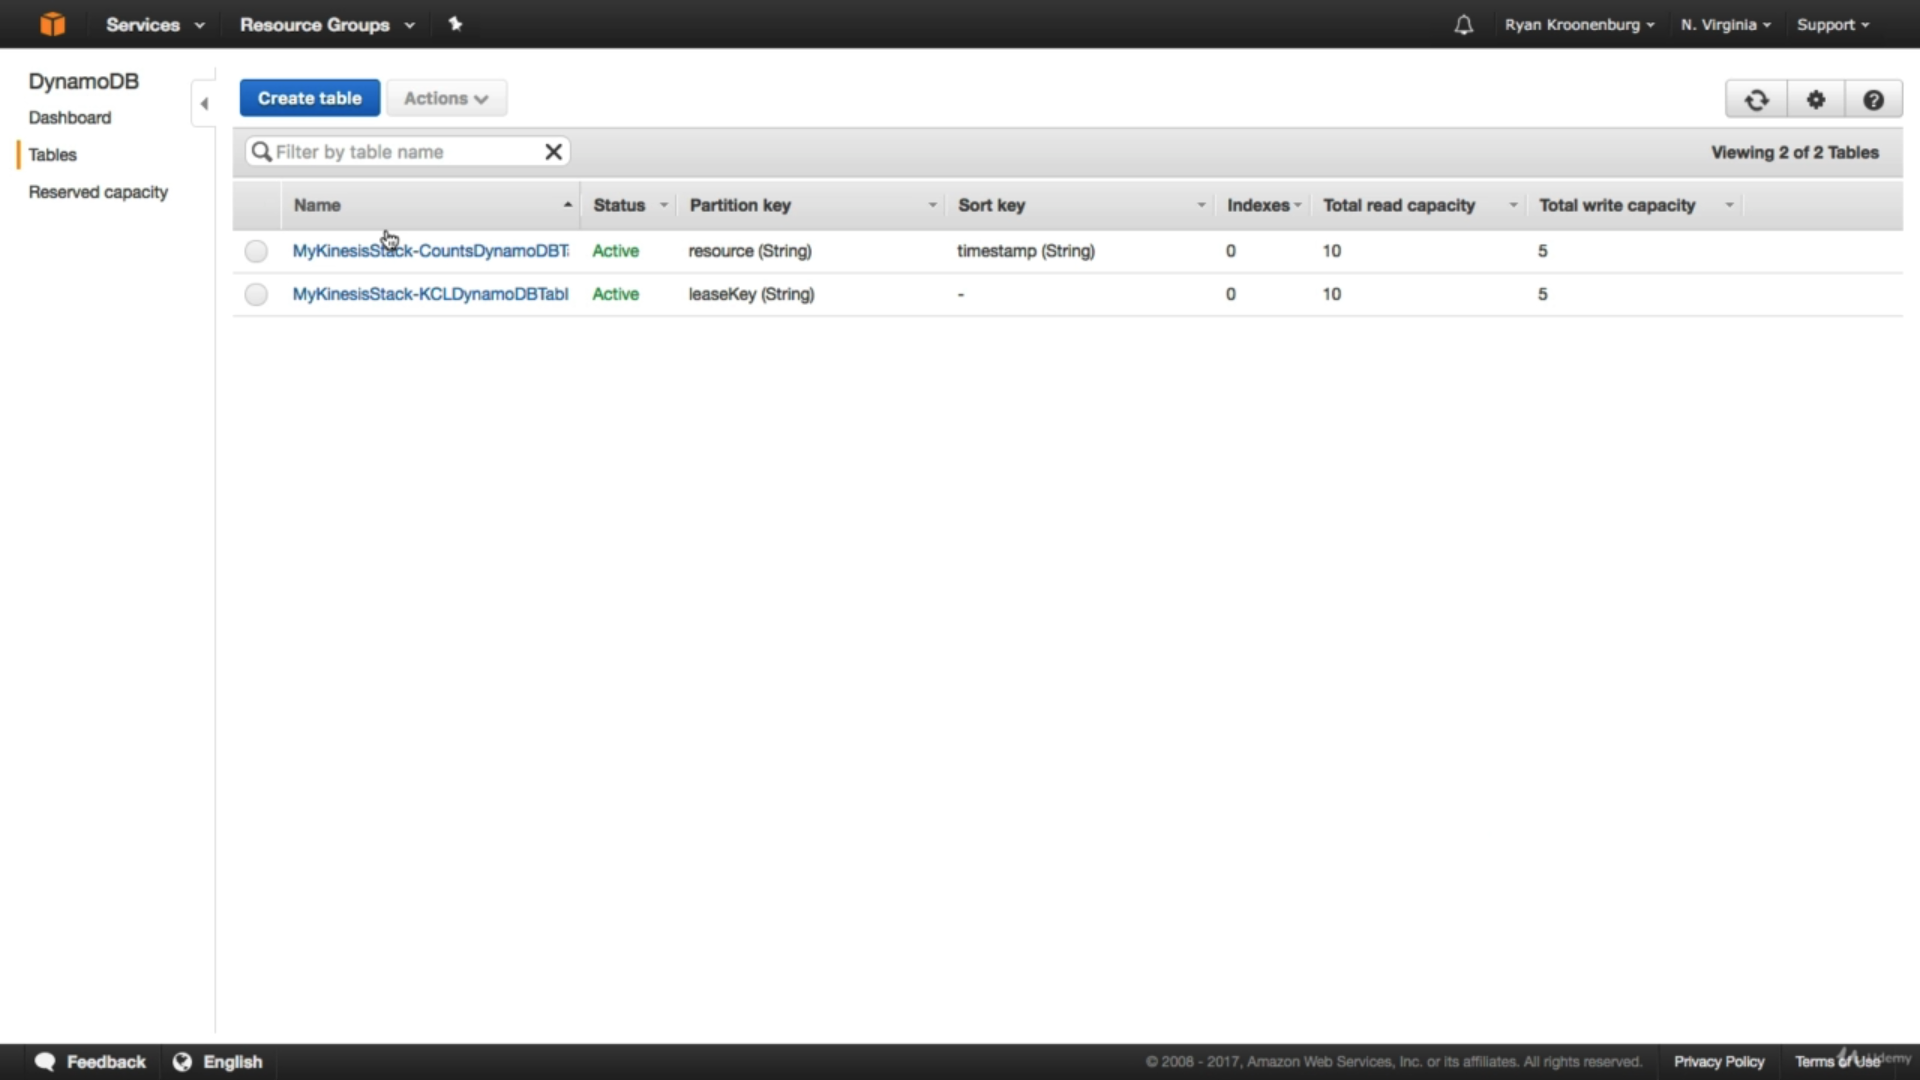 Services Resource Groups Ryan Kroonenburg N. Virginia Support
DynamoDB
Dashboard
Tables
Reserved capacity
Create table Actions
Filter by table name Viewing 2 of 2 Tables
Name Status Partition key Sort key Indexes Total read capacity Total write capacity
MyKinesisStack-CountsDynamoDBT Active resource (String) timestamp (String) 0 10 5
MyKinesisStack-KCLDynamoDBTabl Active leaseKey (String) - 0 10 5
Feedback English © 2008 - 2017, Amazon Web Services, Inc. or its affiliates. All rights reserved. Privacy Policy Terms of Use
Udemy